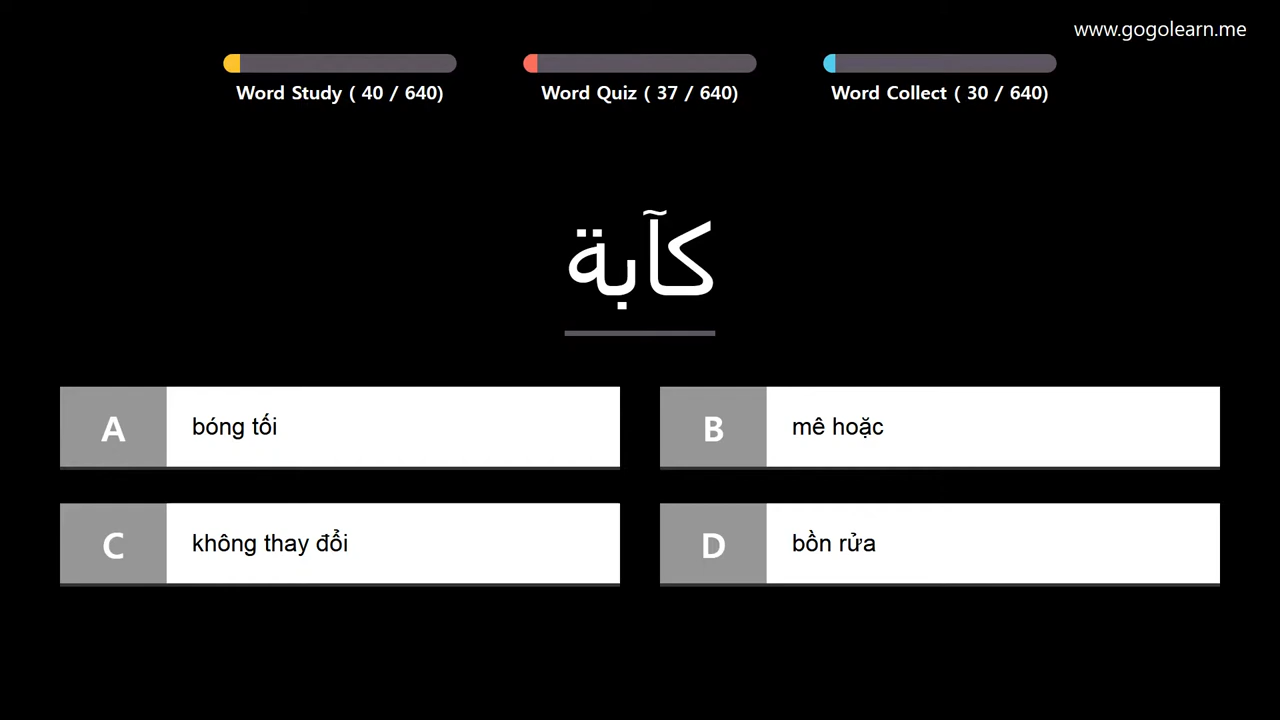 www.gogolearn.me
Word Study ( 40 / 640)
Word Quiz ( 37 / 640)
Word Collect ( 30 / 640)
كآبة
A
bóng tối
B
mê hoặc
C
không thay đổi
D
bồn rửa